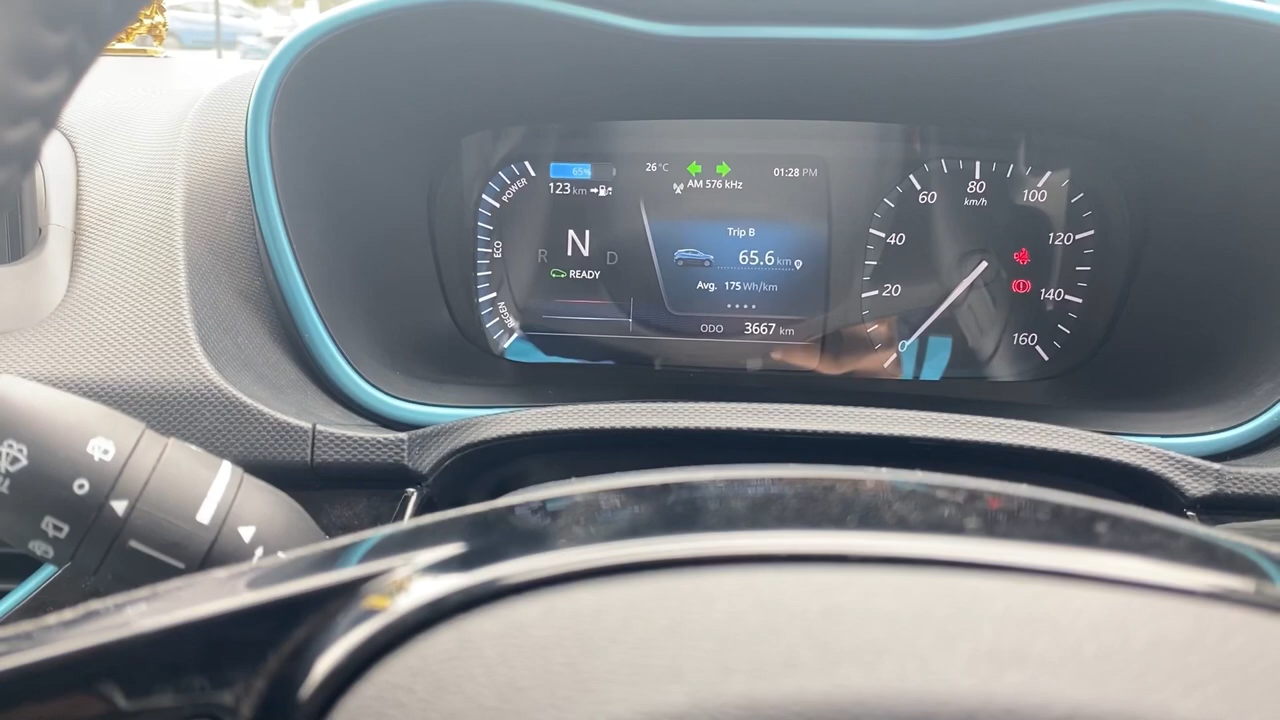 65%
26 °C
01:28 PM
AM 576 kHz
123 km
POWER
ECO
REGEN
R N D
READY
Trip B
65.6 km
Avg. 175 Wh/km
ODO 3667 km
0
20
40
60
80
100
120
140
160
km/h